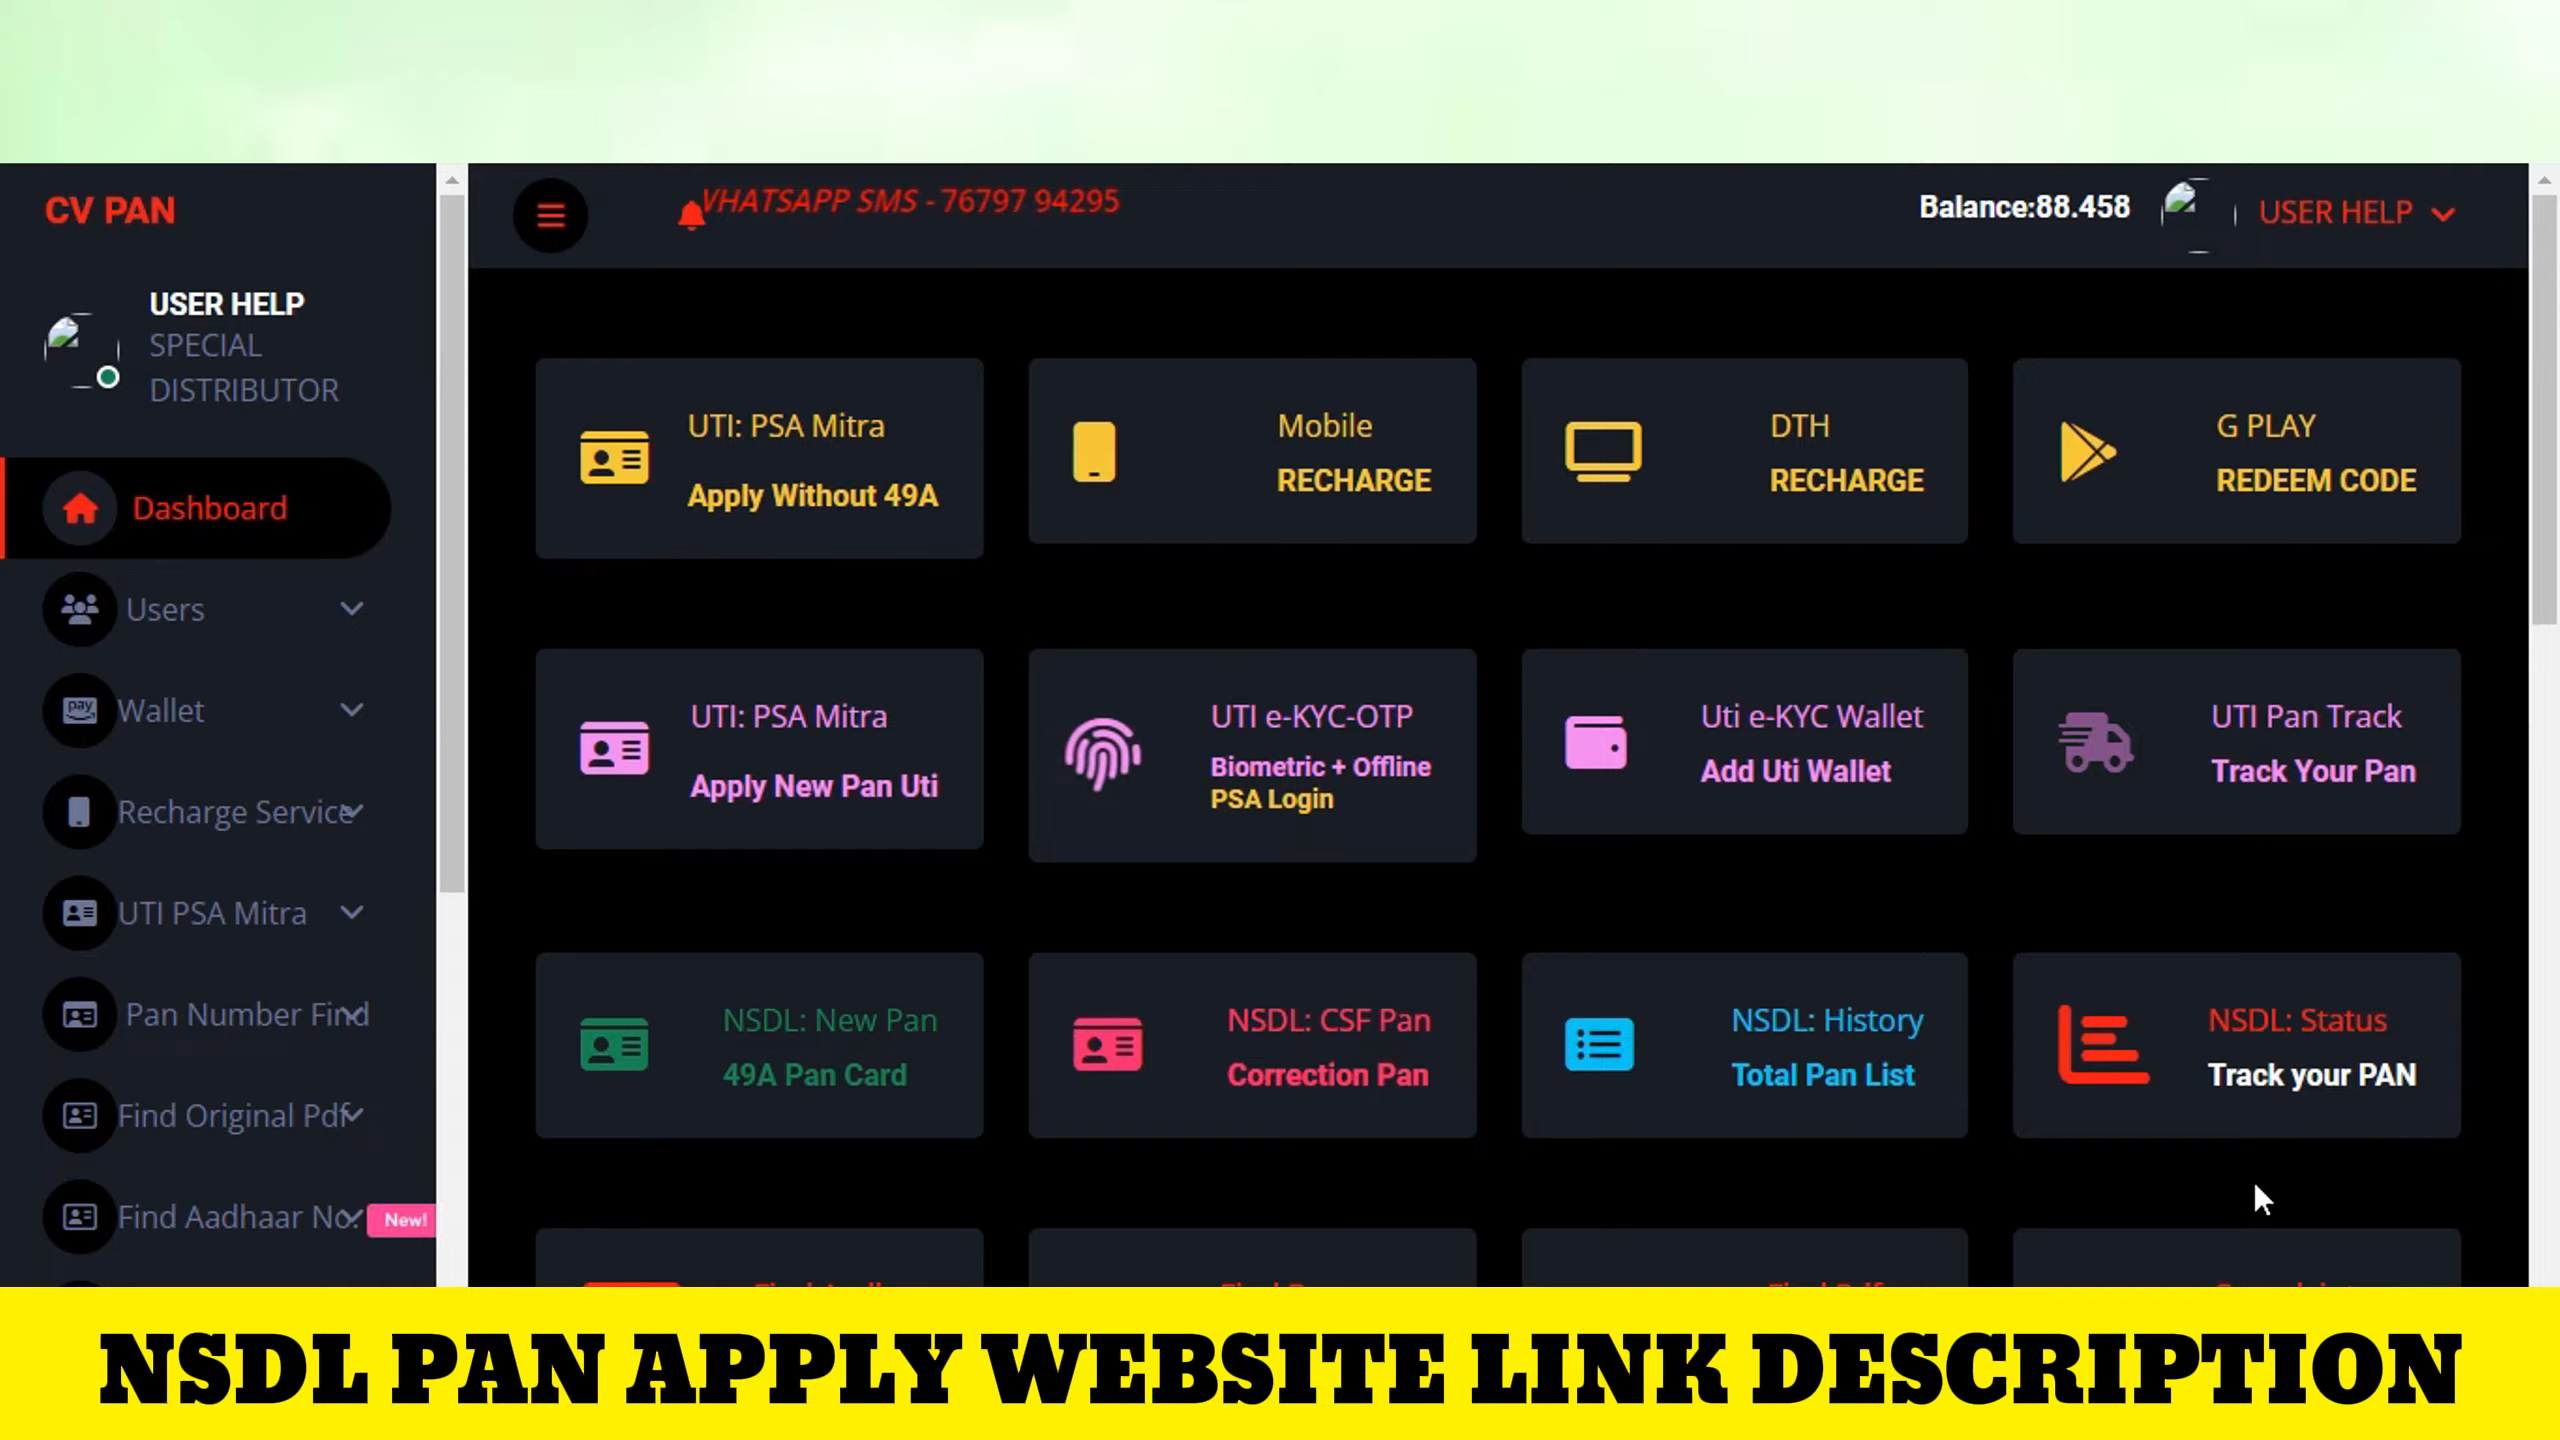 CV PAN
VHATSAPP SMS - 76797 94295
Balance:88.458
USER HELP
USER HELP
SPECIAL
DISTRIBUTOR
Dashboard
Users
Wallet
Recharge Service
UTI PSA Mitra
Pan Number Find
Find Original Pdf
Find Aadhaar No.
New!
UTI: PSA Mitra
Apply Without 49A
Mobile
RECHARGE
DTH
RECHARGE
G PLAY
REDEEM CODE
UTI: PSA Mitra
Apply New Pan Uti
UTI e-KYC-OTP
Biometric + Offline
PSA Login
Uti e-KYC Wallet
Add Uti Wallet
UTI Pan Track
Track Your Pan
NSDL: New Pan
49A Pan Card
NSDL: CSF Pan
Correction Pan
NSDL: History
Total Pan List
NSDL: Status
Track your PAN
NSDL PAN APPLY WEBSITE LINK DESCRIPTION